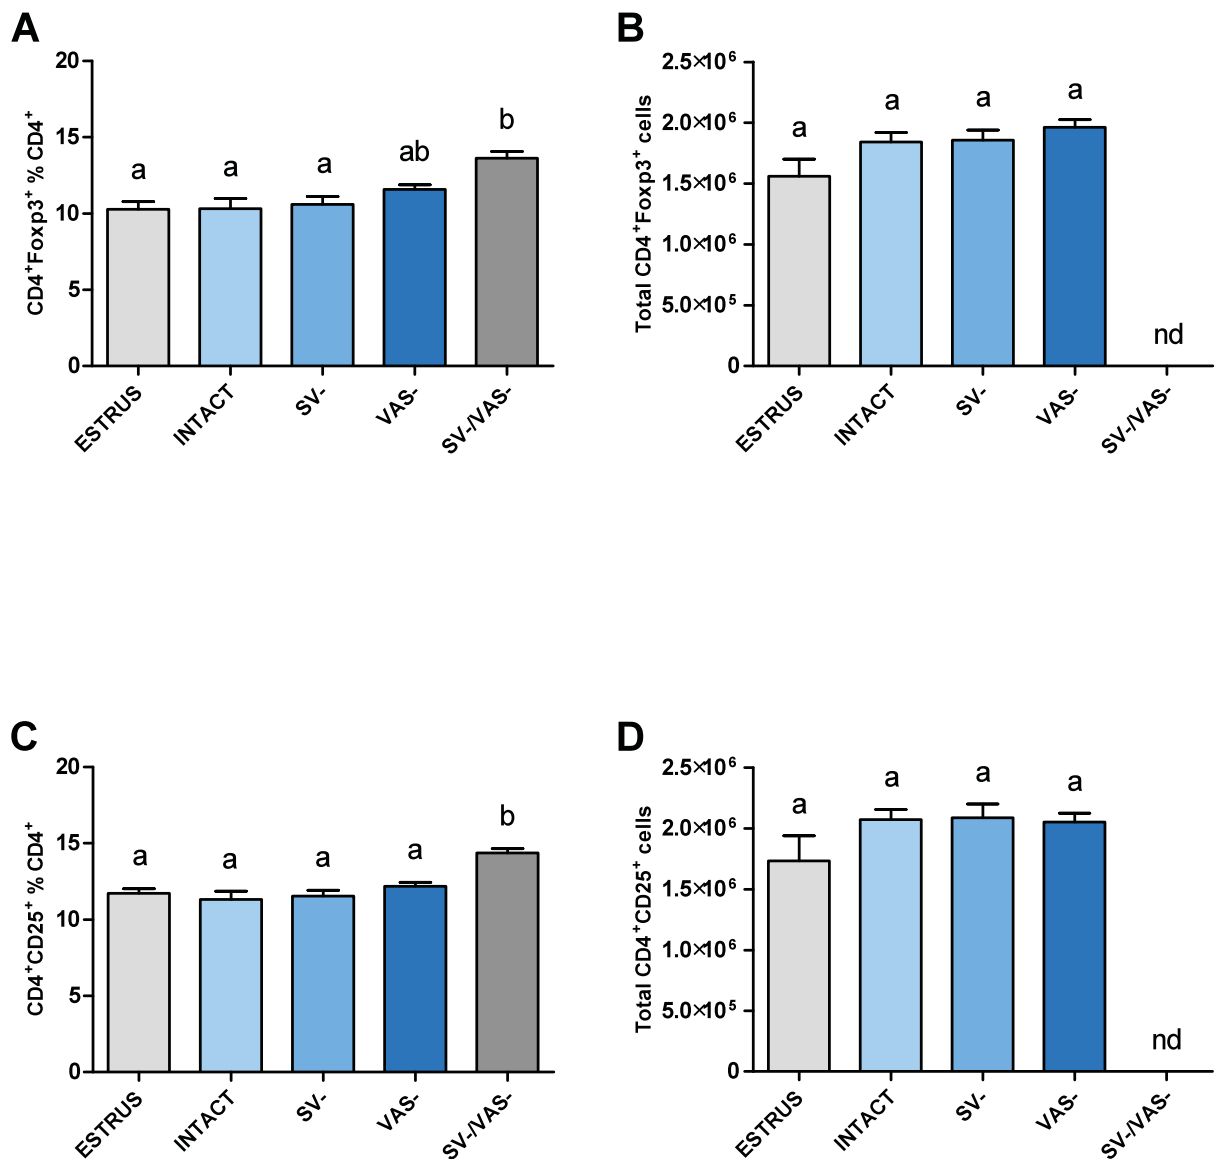 A
CD4⁺Foxp3⁺ % CD4⁺
20
15
10
5
0
a
a
a
ab
b
ESTRUS
INTACT
SV-
VAS-
SV-/VAS-
B
Total CD4⁺Foxp3⁺ cells
2.5×10⁶
2.0×10⁶
1.5×10⁶
1.0×10⁶
5.0×10⁵
0
a
a
a
a
nd
ESTRUS
INTACT
SV-
VAS-
SV-/VAS-
C
CD4⁺CD25⁺ % CD4⁺
20
15
10
5
0
a
a
a
a
b
ESTRUS
INTACT
SV-
VAS-
SV-/VAS-
D
Total CD4⁺CD25⁺ cells
2.5×10⁶
2.0×10⁶
1.5×10⁶
1.0×10⁶
5.0×10⁵
0
a
a
a
a
nd
ESTRUS
INTACT
SV-
VAS-
SV-/VAS-